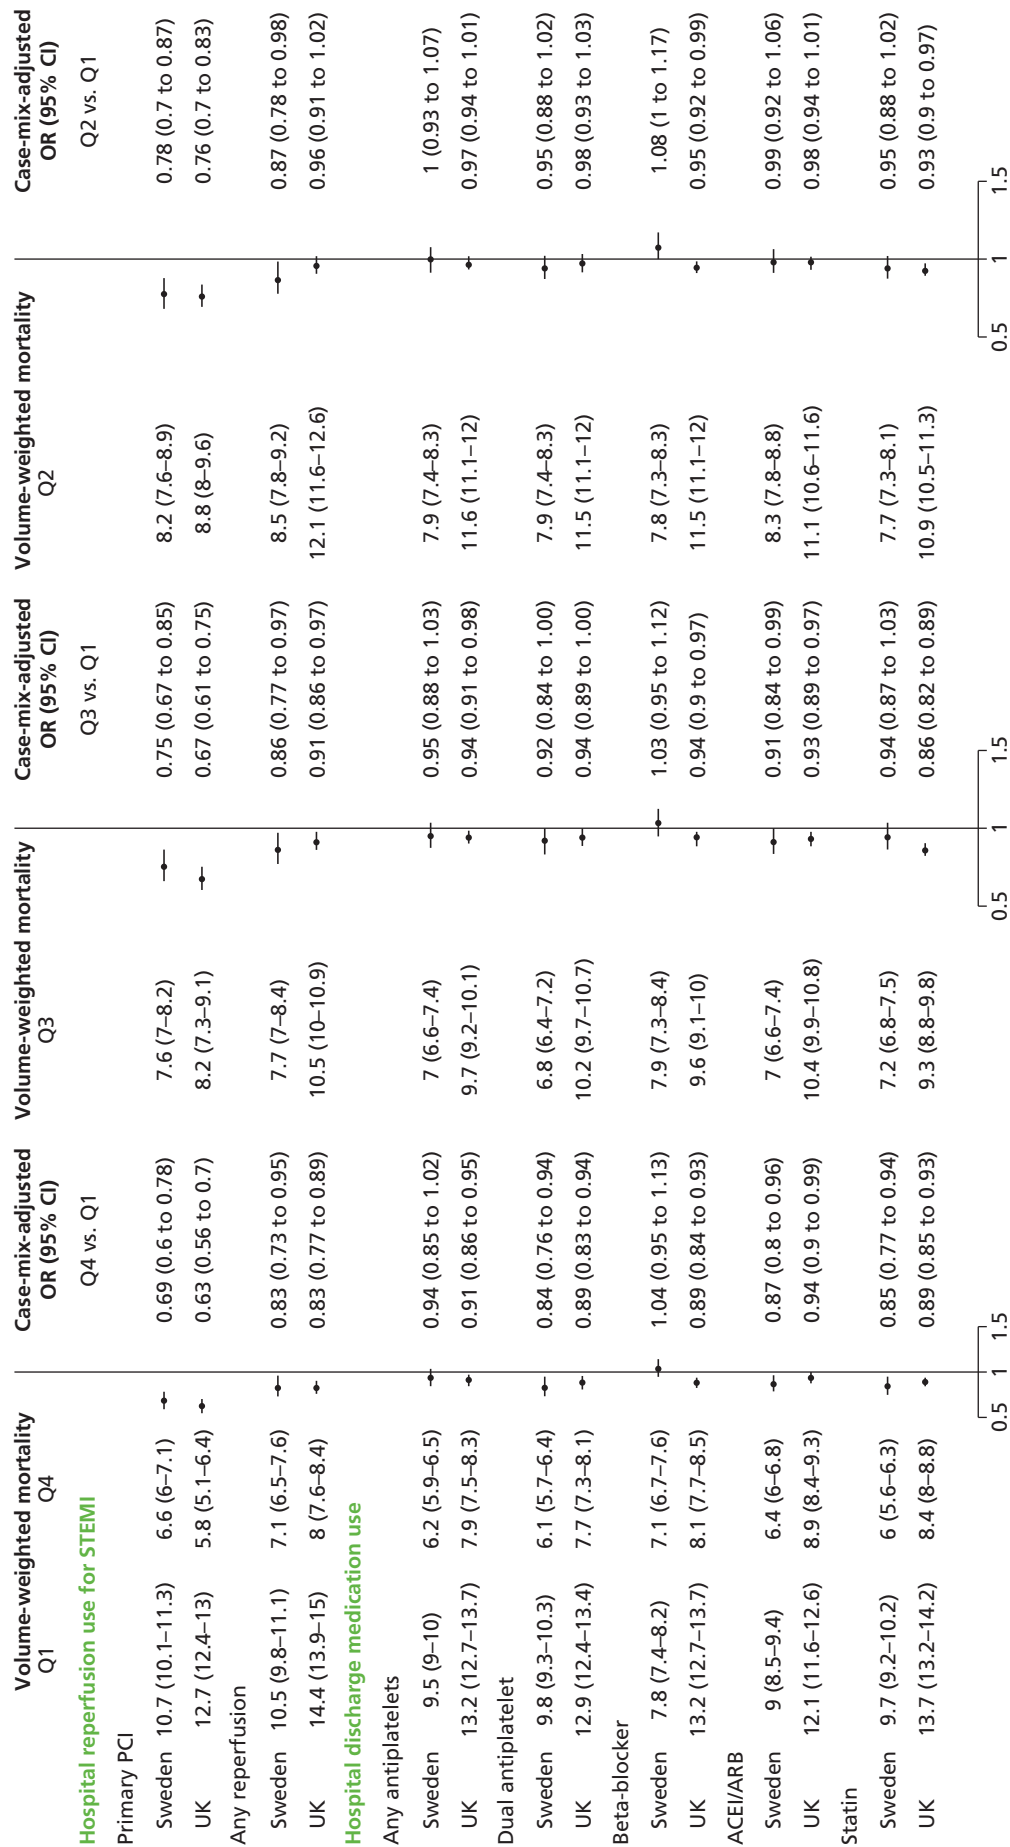 Volume-weighted mortality Case-mix-adjusted Volume-weighted mortality Case-mix-adjusted Volume-weighted mortality Case-mix-adjusted
Q1 Q4 OR (95% CI) Q3 OR (95% CI) Q2 OR (95% CI)
Hospital reperfusion use for STEMI Q4 vs. Q1 Q3 vs. Q1 Q2 vs. Q1
Primary PCI
Sweden 10.7 (10.1–11.3) 6.6 (6–7.1) 0.69 (0.6 to 0.78) 7.6 (7–8.2) 0.75 (0.67 to 0.85) 8.2 (7.6–8.9) 0.78 (0.7 to 0.87)
UK 12.7 (12.4–13) 5.8 (5.1–6.4) 0.63 (0.56 to 0.7) 8.2 (7.3–9.1) 0.67 (0.61 to 0.75) 8.8 (8–9.6) 0.76 (0.7 to 0.83)
Any reperfusion
Sweden 10.5 (9.8–11.1) 7.1 (6.5–7.6) 0.83 (0.73 to 0.95) 7.7 (7–8.4) 0.86 (0.77 to 0.97) 8.5 (7.8–9.2) 0.87 (0.78 to 0.98)
UK 14.4 (13.9–15) 8 (7.6–8.4) 0.83 (0.77 to 0.89) 10.5 (10–10.9) 0.91 (0.86 to 0.97) 12.1 (11.6–12.6) 0.96 (0.91 to 1.02)
Hospital discharge medication use
Any antiplatelets
Sweden 9.5 (9–10) 6.2 (5.9–6.5) 0.94 (0.85 to 1.02) 7 (6.6–7.4) 0.95 (0.88 to 1.03) 7.9 (7.4–8.3) 1 (0.93 to 1.07)
UK 13.2 (12.7–13.7) 7.9 (7.5–8.3) 0.91 (0.86 to 0.95) 9.7 (9.2–10.1) 0.94 (0.91 to 0.98) 11.6 (11.1–12) 0.97 (0.94 to 1.01)
Dual antiplatelet
Sweden 9.8 (9.3–10.3) 6.1 (5.7–6.4) 0.84 (0.76 to 0.94) 6.8 (6.4–7.2) 0.92 (0.84 to 1.00) 7.9 (7.4–8.3) 0.95 (0.88 to 1.02)
UK 12.9 (12.4–13.4) 7.7 (7.3–8.1) 0.89 (0.83 to 0.94) 10.2 (9.7–10.7) 0.94 (0.89 to 1.00) 11.5 (11.1–12) 0.98 (0.93 to 1.03)
Beta-blocker
Sweden 7.8 (7.4–8.2) 7.1 (6.7–7.6) 1.04 (0.95 to 1.13) 7.9 (7.3–8.4) 1.03 (0.95 to 1.12) 7.8 (7.3–8.3) 1.08 (1 to 1.17)
UK 13.2 (12.7–13.7) 8.1 (7.7–8.5) 0.89 (0.84 to 0.93) 9.6 (9.1–10) 0.94 (0.9 to 0.97) 11.5 (11.1–12) 0.95 (0.92 to 0.99)
ACEI/ARB
Sweden 9 (8.5–9.4) 6.4 (6–6.8) 0.87 (0.8 to 0.96) 7 (6.6–7.4) 0.91 (0.84 to 0.99) 8.3 (7.8–8.8) 0.99 (0.92 to 1.06)
UK 12.1 (11.6–12.6) 8.9 (8.4–9.3) 0.94 (0.9 to 0.99) 10.4 (9.9–10.8) 0.93 (0.89 to 0.97) 11.1 (10.6–11.6) 0.98 (0.94 to 1.01)
Statin
Sweden 9.7 (9.2–10.2) 6 (5.6–6.3) 0.85 (0.77 to 0.94) 7.2 (6.8–7.5) 0.94 (0.87 to 1.03) 7.7 (7.3–8.1) 0.95 (0.88 to 1.02)
UK 13.7 (13.2–14.2) 8.4 (8–8.8) 0.89 (0.85 to 0.93) 9.3 (8.8–9.8) 0.86 (0.82 to 0.89) 10.9 (10.5–11.3) 0.93 (0.9 to 0.97)
0.5 1 1.5 0.5 1 1.5 0.5 1 1.5